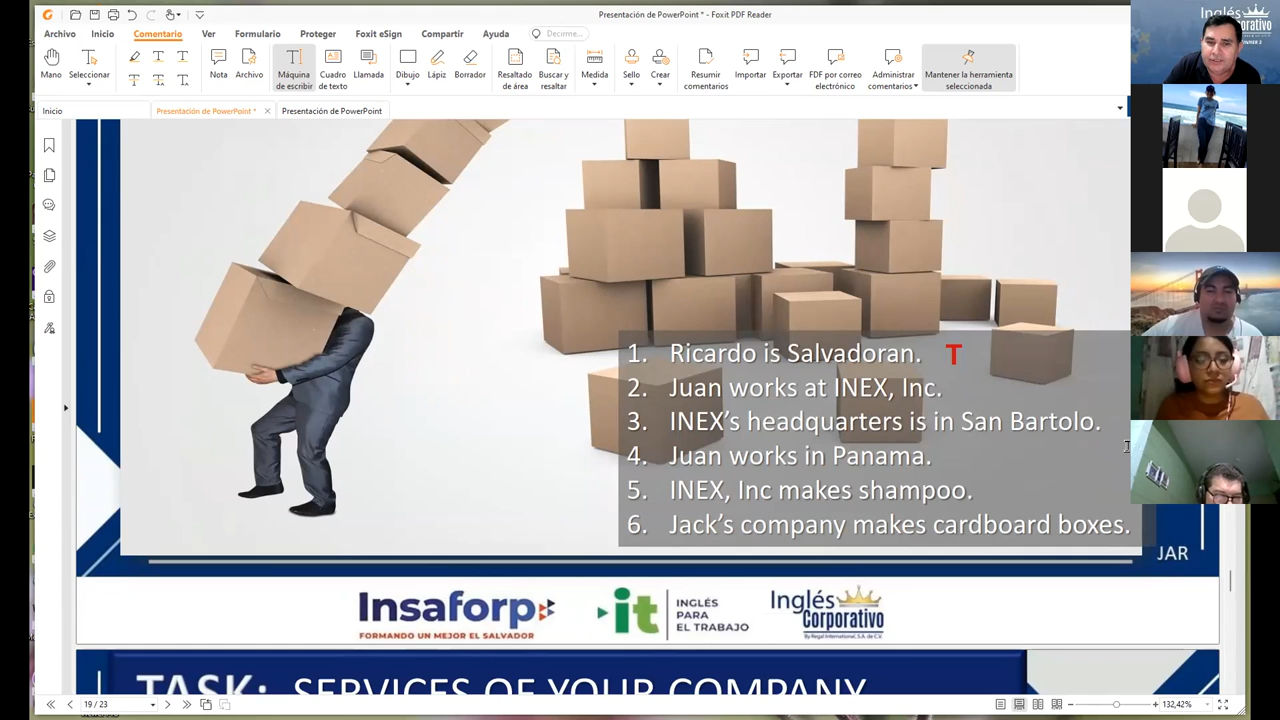 Presentación de PowerPoint * - Foxit PDF Reader
Archivo Inicio Comentario Ver Formulario Proteger Foxit eSign Compartir Ayuda Decirme...
Mano
Seleccionar
Nota
Archivo
Máquina de escribir
Cuadro de texto
Llamada
Dibujo
Lápiz
Borrador
Resaltado de área
Buscar y resaltar
Medida
Sello
Crear
Resumir comentarios
Importar
Exportar
PDF por correo electrónico
Administrar comentarios
Mantener la herramienta seleccionada
Inicio Presentación de PowerPoint * Presentación de PowerPoint
1. Ricardo is Salvadoran. T
2. Juan works at INEX, Inc.
3. INEX's headquarters is in San Bartolo.
4. Juan works in Panama.
5. INEX, Inc makes shampoo.
6. Jack's company makes cardboard boxes.
JAR
Insaforp
FORMANDO UN MEJOR EL SALVADOR
it
INGLÉS
PARA
EL TRABAJO
Inglés
Corporativo
By Regal International, S.A. de C.V.
TASK: SERVICES OF YOUR COMPANY
19 / 23
132,42%
Inglés